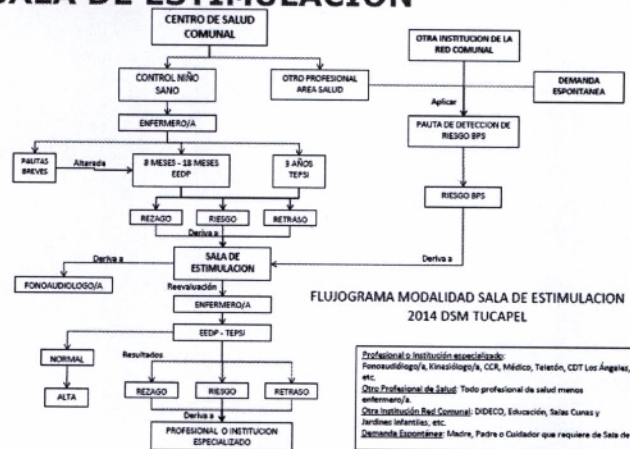 SALA DE ESTIMULACION
CENTRO DE SALUD
COMUNAL
OTRA INSTITUCION DE LA
RED COMUNAL
CONTROL NIÑO
SANO
OTRO PROFESIONAL
AREA SALUD
DEMANDA
ESPONTANEA
Aplicar
ENFERMERO/A
PAUTA DE DETECCION DE
RIESGO BPS
PAUTAS
BREVES
Alterada
8 MESES - 18 MESES
EEDP
3 AÑOS
TEPSI
RIESGO BPS
REZAGO
RIESGO
RETRASO
Deriva a
Deriva a
SALA DE
ESTIMULACION
Deriva a
FONOAUDIOLOGO/A
Reevaluación
ENFERMERO/A
FLUJOGRAMA MODALIDAD SALA DE ESTIMULACION
2014 DSM TUCAPEL
EEDP - TEPSI
NORMAL
Resultados
ALTA
REZAGO
RIESGO
RETRASO
Deriva a
PROFESIONAL O INSTITUCION
ESPECIALIZADO
Profesional o Institución especializado:
Fonoaudiólogo/a, Kinesiólogo/a, CCR, Médico, Teletón, CDT Los Ángeles,
etc.
Otro Profesional de Salud: Todo profesional de salud menos
enfermero/a.
Otra Institución Red Comunal: DIDECO, Educación, Salas Cunas y
Jardines Infantiles, etc.
Demanda Espontánea: Madre, Padre o Cuidador que requiere de Sala de